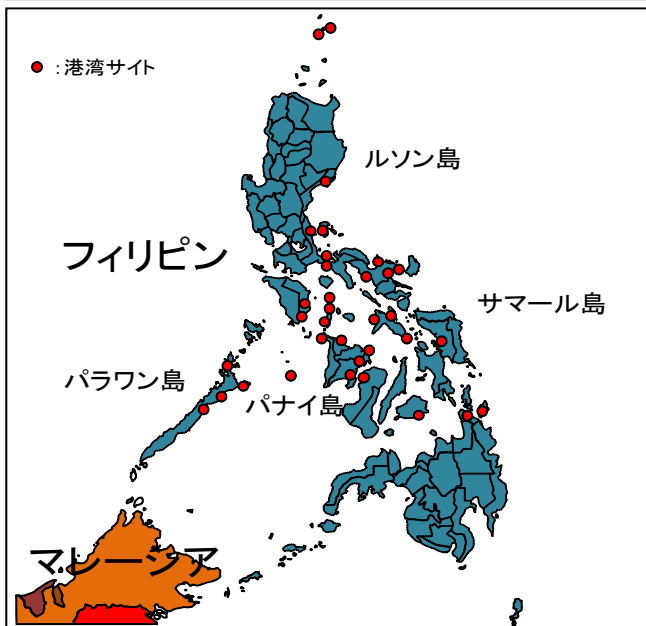 ：港湾サイト
ルソン島
フィリピン
サマール島
パラワン島
パナイ島
マレーシア